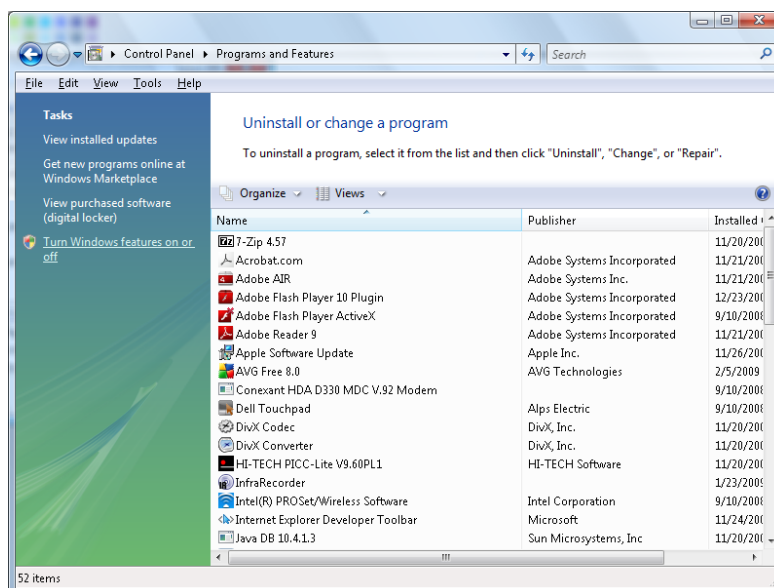 Control Panel Programs and Features Search
File Edit View Tools Help
Tasks
View installed updates
Get new programs online at
Windows Marketplace
View purchased software
(digital locker)
Turn Windows features on or
off
Uninstall or change a program
To uninstall a program, select it from the list and then click "Uninstall", "Change", or "Repair".
Organize Views
Name Publisher Installed
7-Zip 4.57 11/20/200
Acrobat.com Adobe Systems Incorporated 11/21/200
Adobe AIR Adobe Systems Inc. 11/21/200
Adobe Flash Player 10 Plugin Adobe Systems Incorporated 12/23/200
Adobe Flash Player ActiveX Adobe Systems Incorporated 9/10/2008
Adobe Reader 9 Adobe Systems Incorporated 11/21/200
Apple Software Update Apple Inc. 11/26/200
AVG Free 8.0 AVG Technologies 2/5/2009
Conexant HDA D330 MDC V.92 Modem 9/10/2008
Dell Touchpad Alps Electric 9/10/2008
DivX Codec DivX, Inc. 11/20/200
DivX Converter DivX, Inc. 11/20/200
HI-TECH PICC-Lite V9.60PL1 HI-TECH Software 11/20/200
InfraRecorder 1/23/2009
Intel(R) PROSet/Wireless Software Intel Corporation 9/10/2008
Internet Explorer Developer Toolbar Microsoft 11/24/200
Java DB 10.4.1.3 Sun Microsystems, Inc 11/20/200
52 items